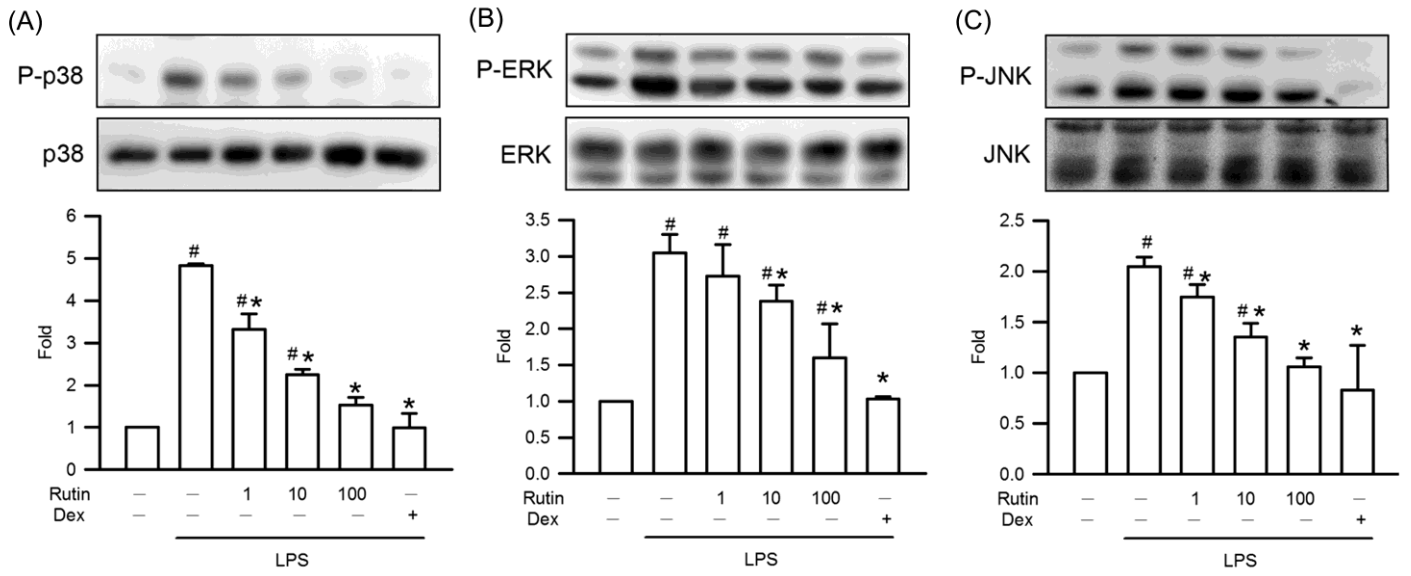 (A)
P-p38
p38
6
5
4
3
2
1
0
Fold
#
# *
# *
*
*
Rutin – – 1 10 100 –
Dex – – – – – +
LPS
(B)
P-ERK
ERK
3.5
3.0
2.5
2.0
1.5
1.0
0.5
0.0
Fold
#
#
# *
# *
*
Rutin – – 1 10 100 –
Dex – – – – – +
LPS
(C)
P-JNK
JNK
2.5
2.0
1.5
1.0
0.5
0.0
Fold
#
# *
# *
*
*
Rutin – – 1 10 100 –
Dex – – – – – +
LPS